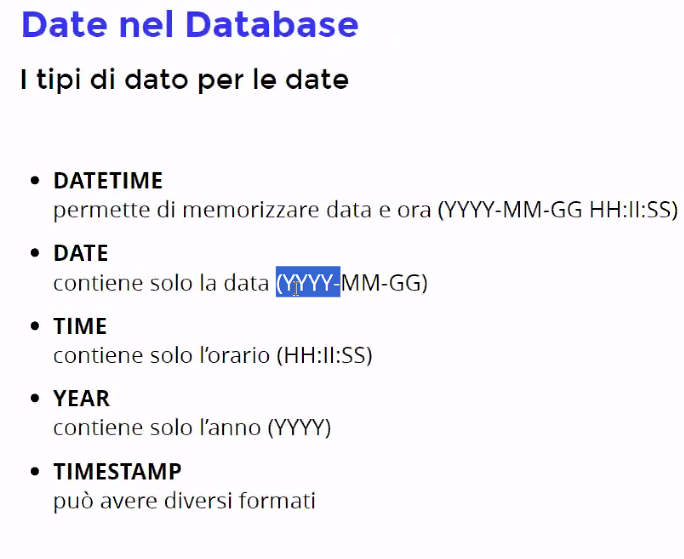 Date nel Database
I tipi di dato per le date
• DATETIME
permette di memorizzare data e ora (YYYY-MM-GG HH:II:SS)
• DATE
contiene solo la data (YYYY-MM-GG)
• TIME
contiene solo l'orario (HH:II:SS)
• YEAR
contiene solo l'anno (YYYY)
• TIMESTAMP
può avere diversi formati